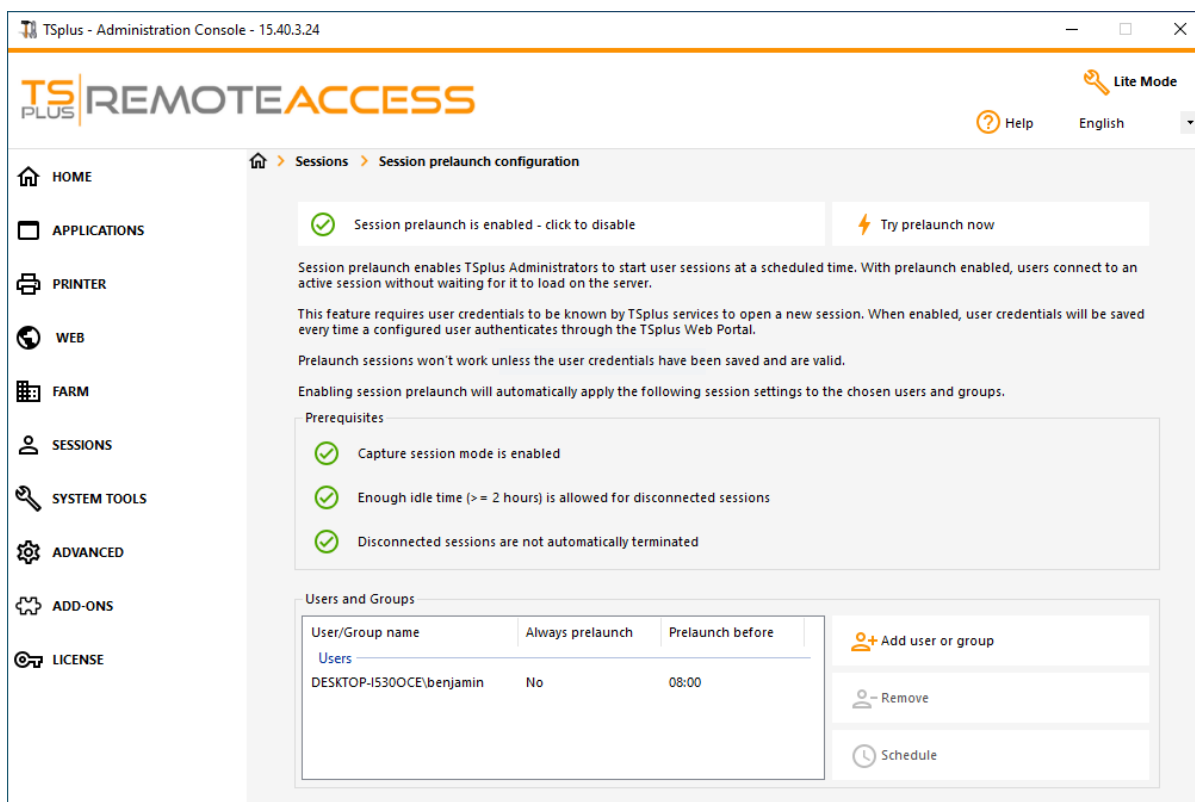 TSplus - Administration Console - 15.40.3.24
TS PLUS REMOTEACCESS
Lite Mode
Help
English
HOME
APPLICATIONS
PRINTER
WEB
FARM
SESSIONS
SYSTEM TOOLS
ADVANCED
ADD-ONS
LICENSE
Sessions > Session prelaunch configuration
Session prelaunch is enabled - click to disable
Try prelaunch now
Session prelaunch enables TSplus Administrators to start user sessions at a scheduled time. With prelaunch enabled, users connect to an
active session without waiting for it to load on the server.
This feature requires user credentials to be known by TSplus services to open a new session. When enabled, user credentials will be saved
every time a configured user authenticates through the TSplus Web Portal.
Prelaunch sessions won't work unless the user credentials have been saved and are valid.
Enabling session prelaunch will automatically apply the following session settings to the chosen users and groups.
Prerequisites
Capture session mode is enabled
Enough idle time (>= 2 hours) is allowed for disconnected sessions
Disconnected sessions are not automatically terminated
Users and Groups
User/Group name Always prelaunch Prelaunch before
Users
DESKTOP-I530OCE\benjamin No 08:00
Add user or group
Remove
Schedule